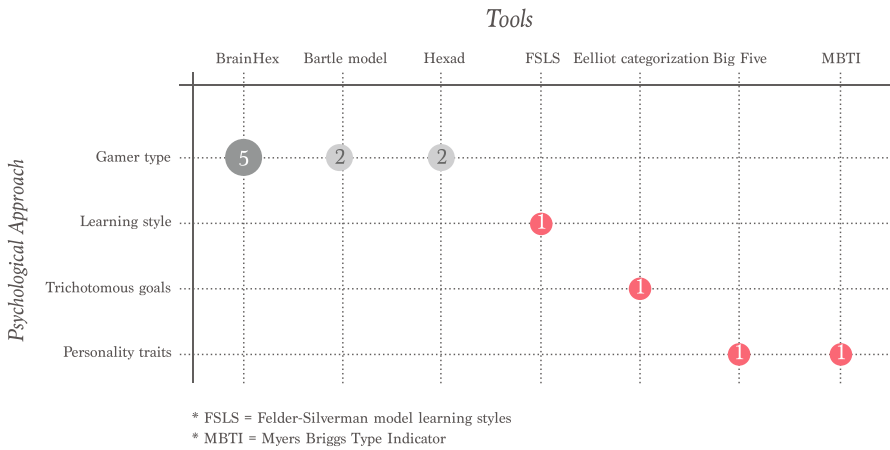 Tools
BrainHex Bartle model Hexad FSLS Eelliot categorization Big Five MBTI
Psychological Approach
Gamer type 5 2 2
Learning style 1
Trichotomous goals 1
Personality traits 1 1
* FSLS = Felder-Silverman model learning styles
* MBTI = Myers Briggs Type Indicator